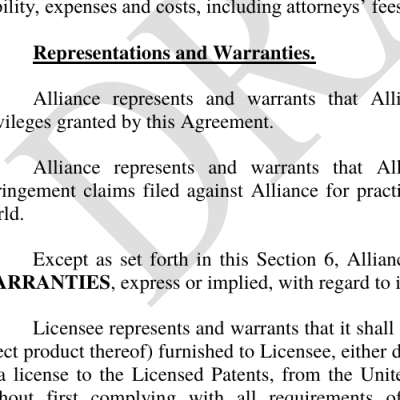 bility, expenses and costs, including attorneys' fees
Representations and Warranties.
Alliance represents and warrants that Alli
vileges granted by this Agreement.
Alliance represents and warrants that All
ringement claims filed against Alliance for practi
rld.
Except as set forth in this Section 6, Allianc
ARRANTIES, express or implied, with regard to i
Licensee represents and warrants that it shall
ect product thereof) furnished to Licensee, either d
a license to the Licensed Patents, from the Unite
hout first complying with all requirements of